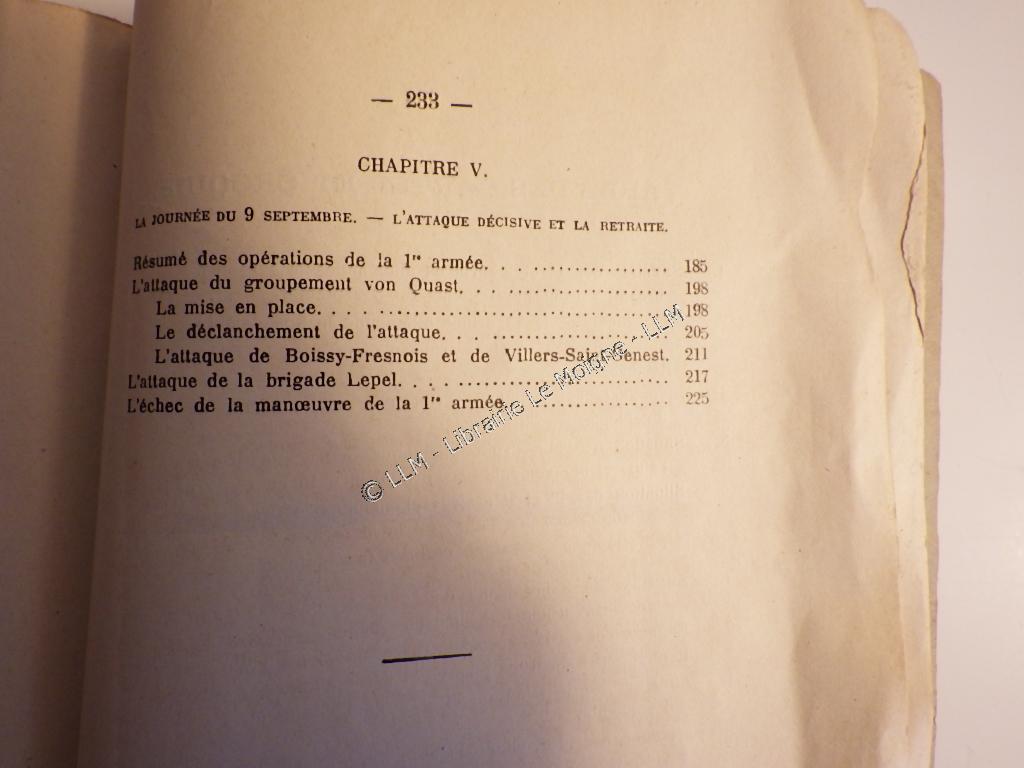 — 233 —
CHAPITRE V.
LA JOURNÉE DU 9 SEPTEMBRE. — L'ATTAQUE DÉCISIVE ET LA RETRAITE.
Résumé des opérations de la 1re armée. . . .................. 185
L'attaque du groupement von Quast. . . ...................... 198
La mise en place. . . .................................. 198
Le déclanchement de l'attaque. . . ..................... 205
L'attaque de Boissy-Fresnois et de Villers-Saint-Genest. 211
L'attaque de la brigade Lepel. . . .......................... 217
L'échec de la manœuvre de la 1re armée. .................. 225
© LLM - Librairie Le Moigne - LLM